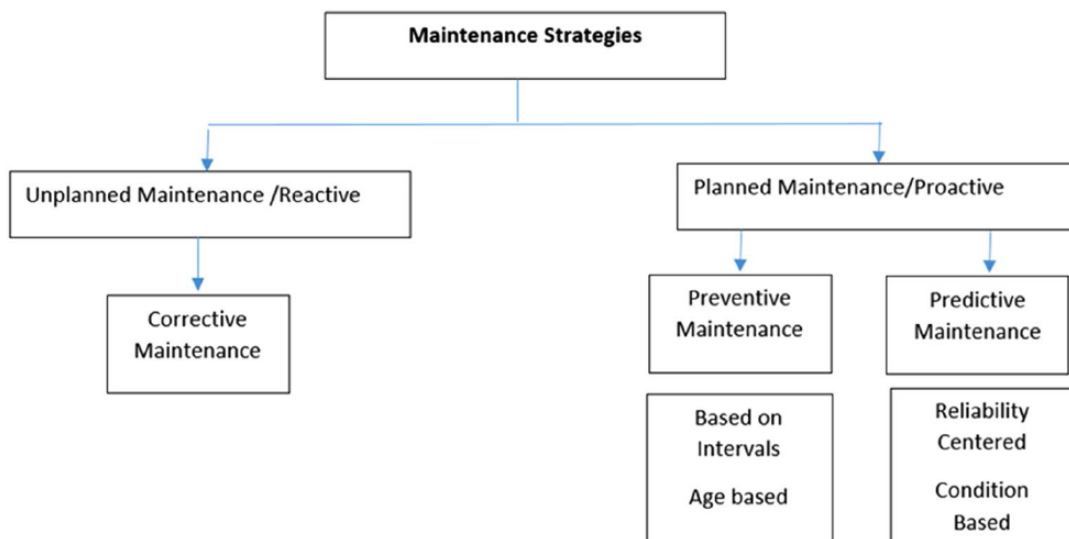 Maintenance Strategies
Unplanned Maintenance /Reactive
Planned Maintenance/Proactive
Corrective
Maintenance
Preventive
Maintenance
Predictive
Maintenance
Based on
Intervals
Age based
Reliability
Centered
Condition
Based